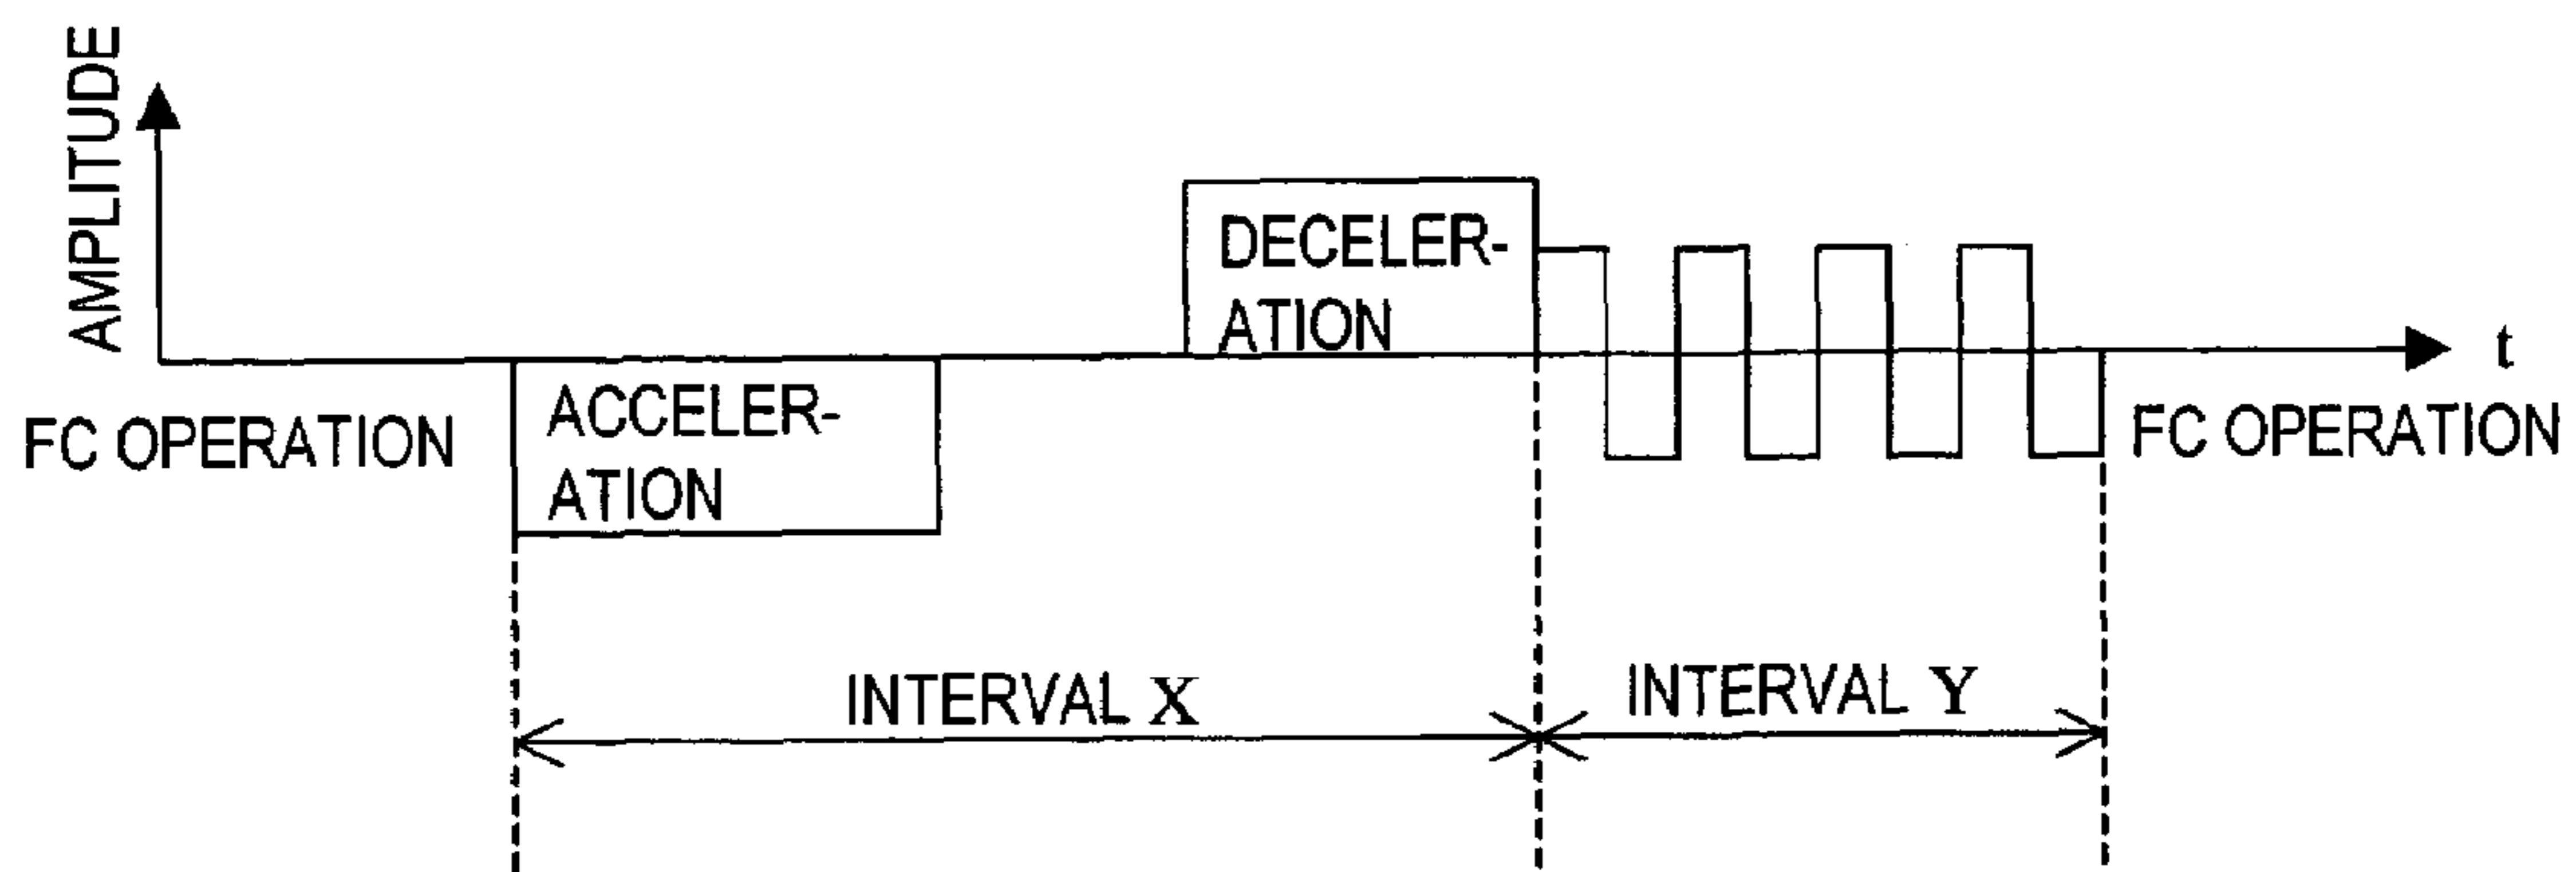 AMPLITUDE
DECELER-
ATION
t
FC OPERATION
ACCELER-
ATION
FC OPERATION
INTERVAL X
INTERVAL Y